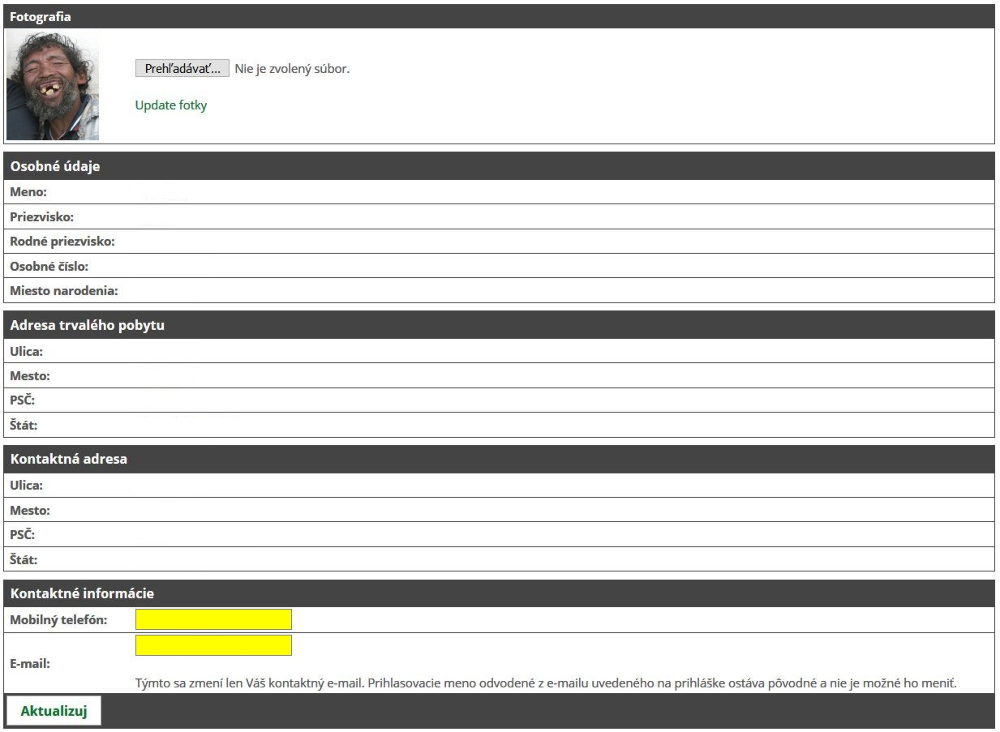 Fotografia
Prehľadávať... Nie je zvolený súbor.
Update fotky
Osobné údaje
Meno:
Priezvisko:
Rodné priezvisko:
Osobné číslo:
Miesto narodenia:
Adresa trvalého pobytu
Ulica:
Mesto:
PSČ:
Štát:
Kontaktná adresa
Ulica:
Mesto:
PSČ:
Štát:
Kontaktné informácie
Mobilný telefón:
E-mail:
Týmto sa zmení len Váš kontaktný e-mail. Prihlasovacie meno odvodené z e-mailu uvedeného na prihláške ostáva pôvodné a nie je možné ho meniť.
Aktualizuj